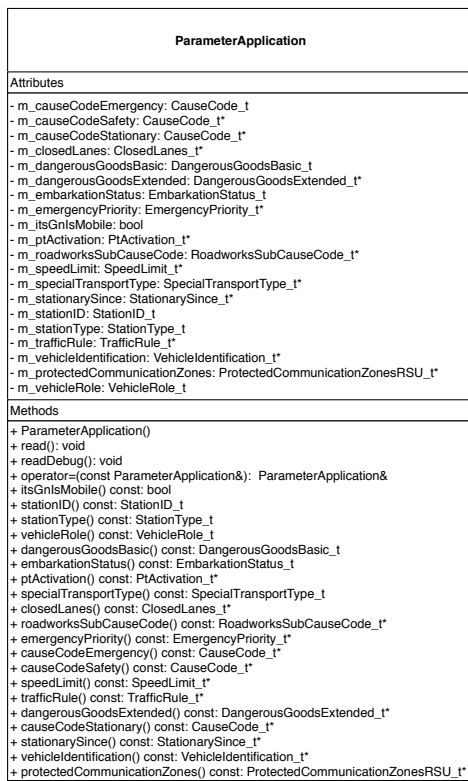 ParameterApplication
Attributes
- m_causeCodeEmergency: CauseCode_t
- m_causeCodeSafety: CauseCode_t*
- m_causeCodeStationary: CauseCode_t*
- m_closedLanes: ClosedLanes_t*
- m_dangerousGoodsBasic: DangerousGoodsBasic_t
- m_dangerousGoodsExtended: DangerousGoodsExtended_t*
- m_embarkationStatus: EmbarkationStatus_t
- m_emergencyPriority: EmergencyPriority_t*
- m_itsGnIsMobile: bool
- m_ptActivation: PtActivation_t*
- m_roadworksSubCauseCode: RoadworksSubCauseCode_t*
- m_speedLimit: SpeedLimit_t*
- m_specialTransportType: SpecialTransportType_t*
- m_stationarySince: StationarySince_t*
- m_stationID: StationID_t
- m_stationType: StationType_t
- m_trafficRule: TrafficRule_t*
- m_vehicleIdentification: VehicleIdentification_t*
- m_protectedCommunicationZones: ProtectedCommunicationZonesRSU_t*
- m_vehicleRole: VehicleRole_t
Methods
+ ParameterApplication()
+ read(): void
+ readDebug(): void
+ operator=(const ParameterApplication&): ParameterApplication&
+ itsGnIsMobile() const: bool
+ stationID() const: StationID_t
+ stationType() const: StationType_t
+ vehicleRole() const: VehicleRole_t
+ dangerousGoodsBasic() const: DangerousGoodsBasic_t
+ embarkationStatus() const: EmbarkationStatus_t
+ ptActivation() const: PtActivation_t*
+ specialTransportType() const: SpecialTransportType_t
+ closedLanes() const: ClosedLanes_t*
+ roadworksSubCauseCode() const: RoadworksSubCauseCode_t*
+ emergencyPriority() const: EmergencyPriority_t*
+ causeCodeEmergency() const: CauseCode_t*
+ causeCodeSafety() const: CauseCode_t*
+ speedLimit() const: SpeedLimit_t*
+ trafficRule() const: TrafficRule_t*
+ dangerousGoodsExtended() const: DangerousGoodsExtended_t*
+ causeCodeStationary() const: CauseCode_t*
+ stationarySince() const: StationarySince_t*
+ vehicleIdentification() const: VehicleIdentification_t*
+ protectedCommunicationZones() const: ProtectedCommunicationZonesRSU_t*